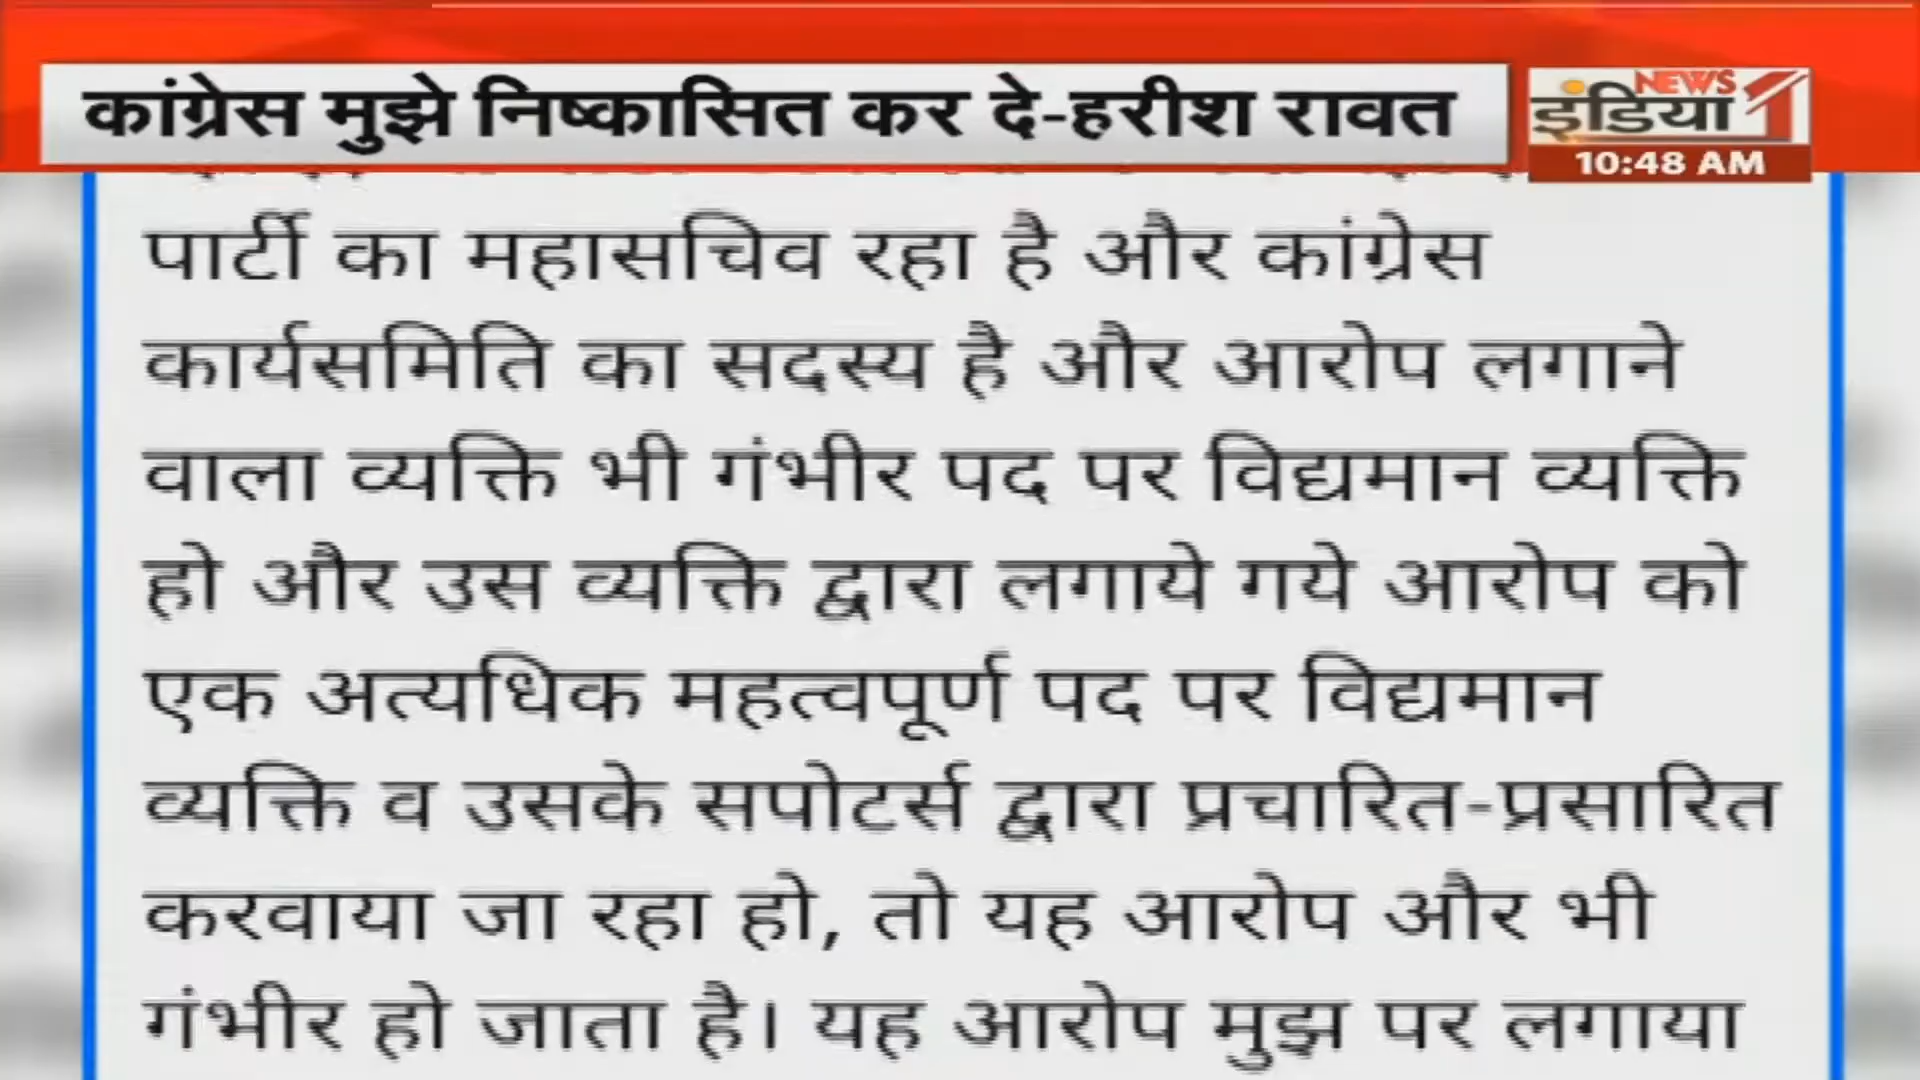 कांग्रेस मुझे निष्कासित कर दे-हरीश रावत
NEWS
इंडिया 1
10:48 AM
पार्टी का महासचिव रहा है और कांग्रेस
कार्यसमिति का सदस्य है और आरोप लगाने
वाला व्यक्ति भी गंभीर पद पर विद्यमान व्यक्ति
हो और उस व्यक्ति द्वारा लगाये गये आरोप को
एक अत्यधिक महत्वपूर्ण पद पर विद्यमान
व्यक्ति व उसके सपोटर्स द्वारा प्रचारित-प्रसारित
करवाया जा रहा हो, तो यह आरोप और भी
गंभीर हो जाता है। यह आरोप मुझ पर लगाया